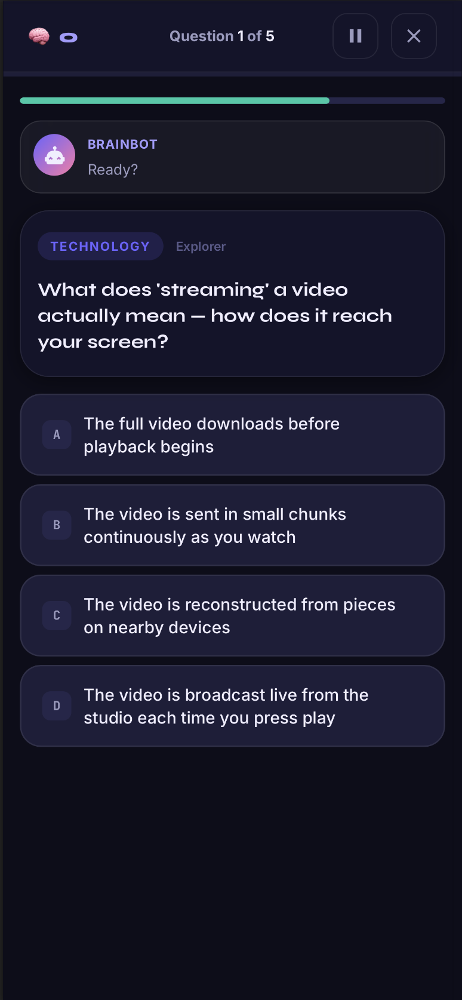 0
Question 1 of 5
BRAINBOT
Ready?
TECHNOLOGY Explorer
What does 'streaming' a video
actually mean — how does it reach
your screen?
A
The full video downloads before
playback begins
B
The video is sent in small chunks
continuously as you watch
C
The video is reconstructed from pieces
on nearby devices
D
The video is broadcast live from the
studio each time you press play